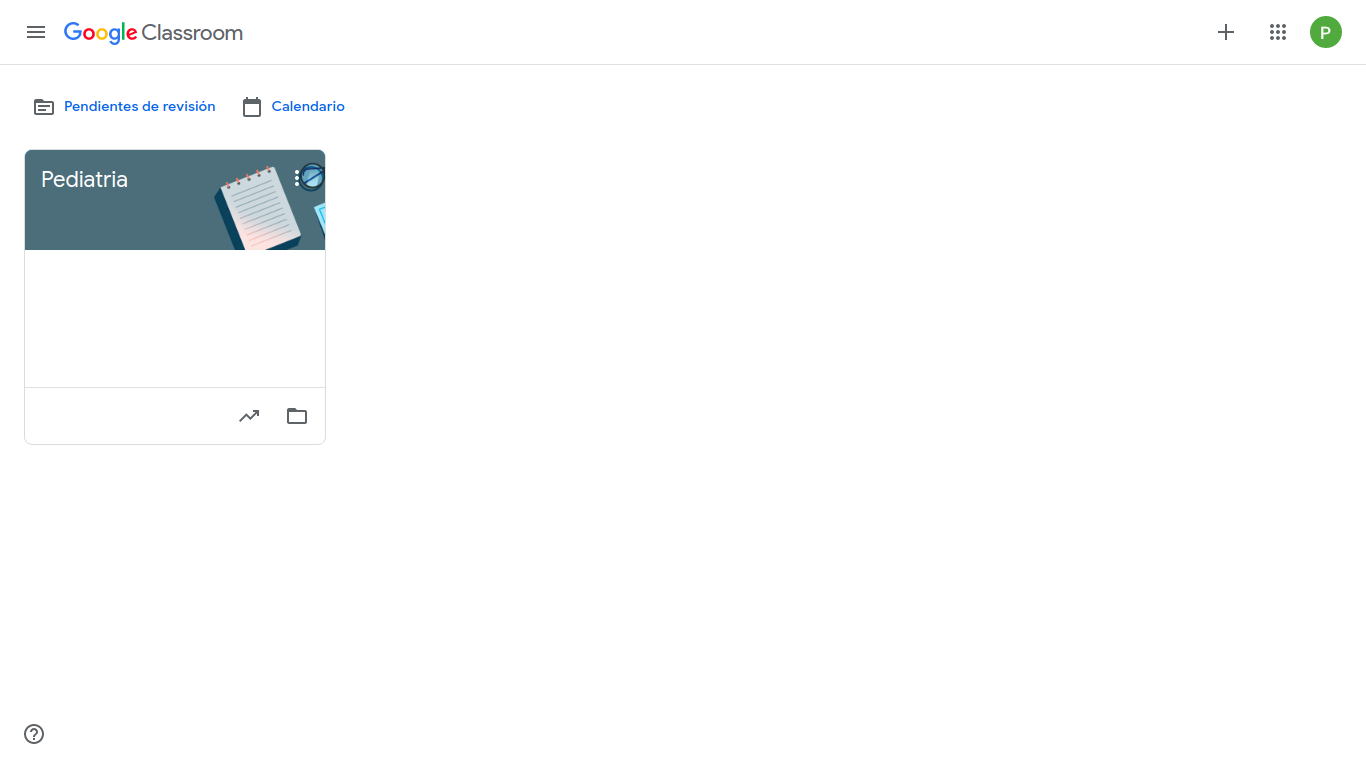 Google Classroom
P
Pendientes de revisión
Calendario
Pediatria